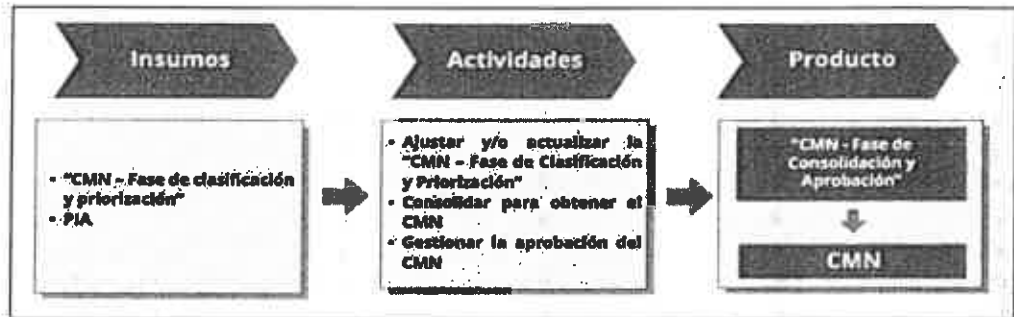 Insumos
Actividades
Producto
• "CMN – Fase de clasificación
y priorización"
• PIA
• Ajustar y/o actualizar la
"CMN – Fase de Clasificación
y Priorización"
• Consolidar para obtener el
CMN
• Gestionar la aprobación del
CMN
"CMN - Fase de
Consolidación y
Aprobación"
CMN